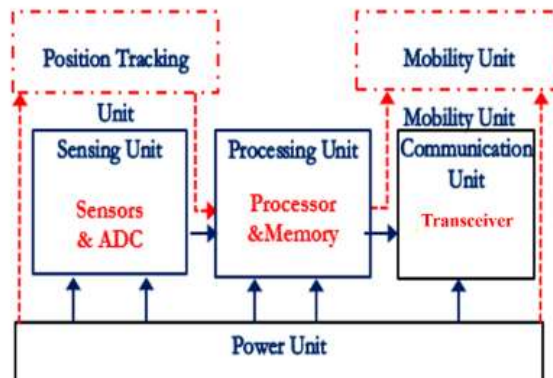 Position Tracking
Unit
Mobility Unit
Mobility Unit
Sensing Unit
Sensors
& ADC
Processing Unit
Processor
&Memory
Communication
Unit
Transceiver
Power Unit